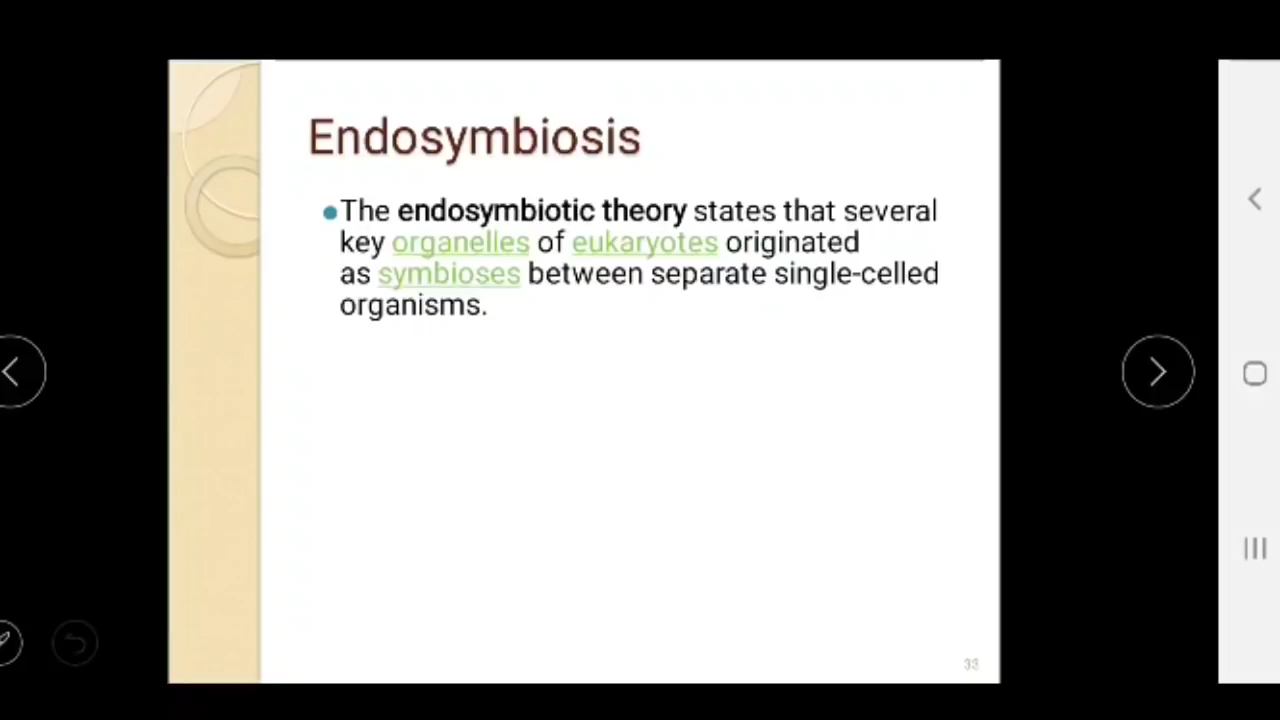 Endosymbiosis
The endosymbiotic theory states that several
key organelles of eukaryotes originated
as symbioses between separate single-celled
organisms.
33